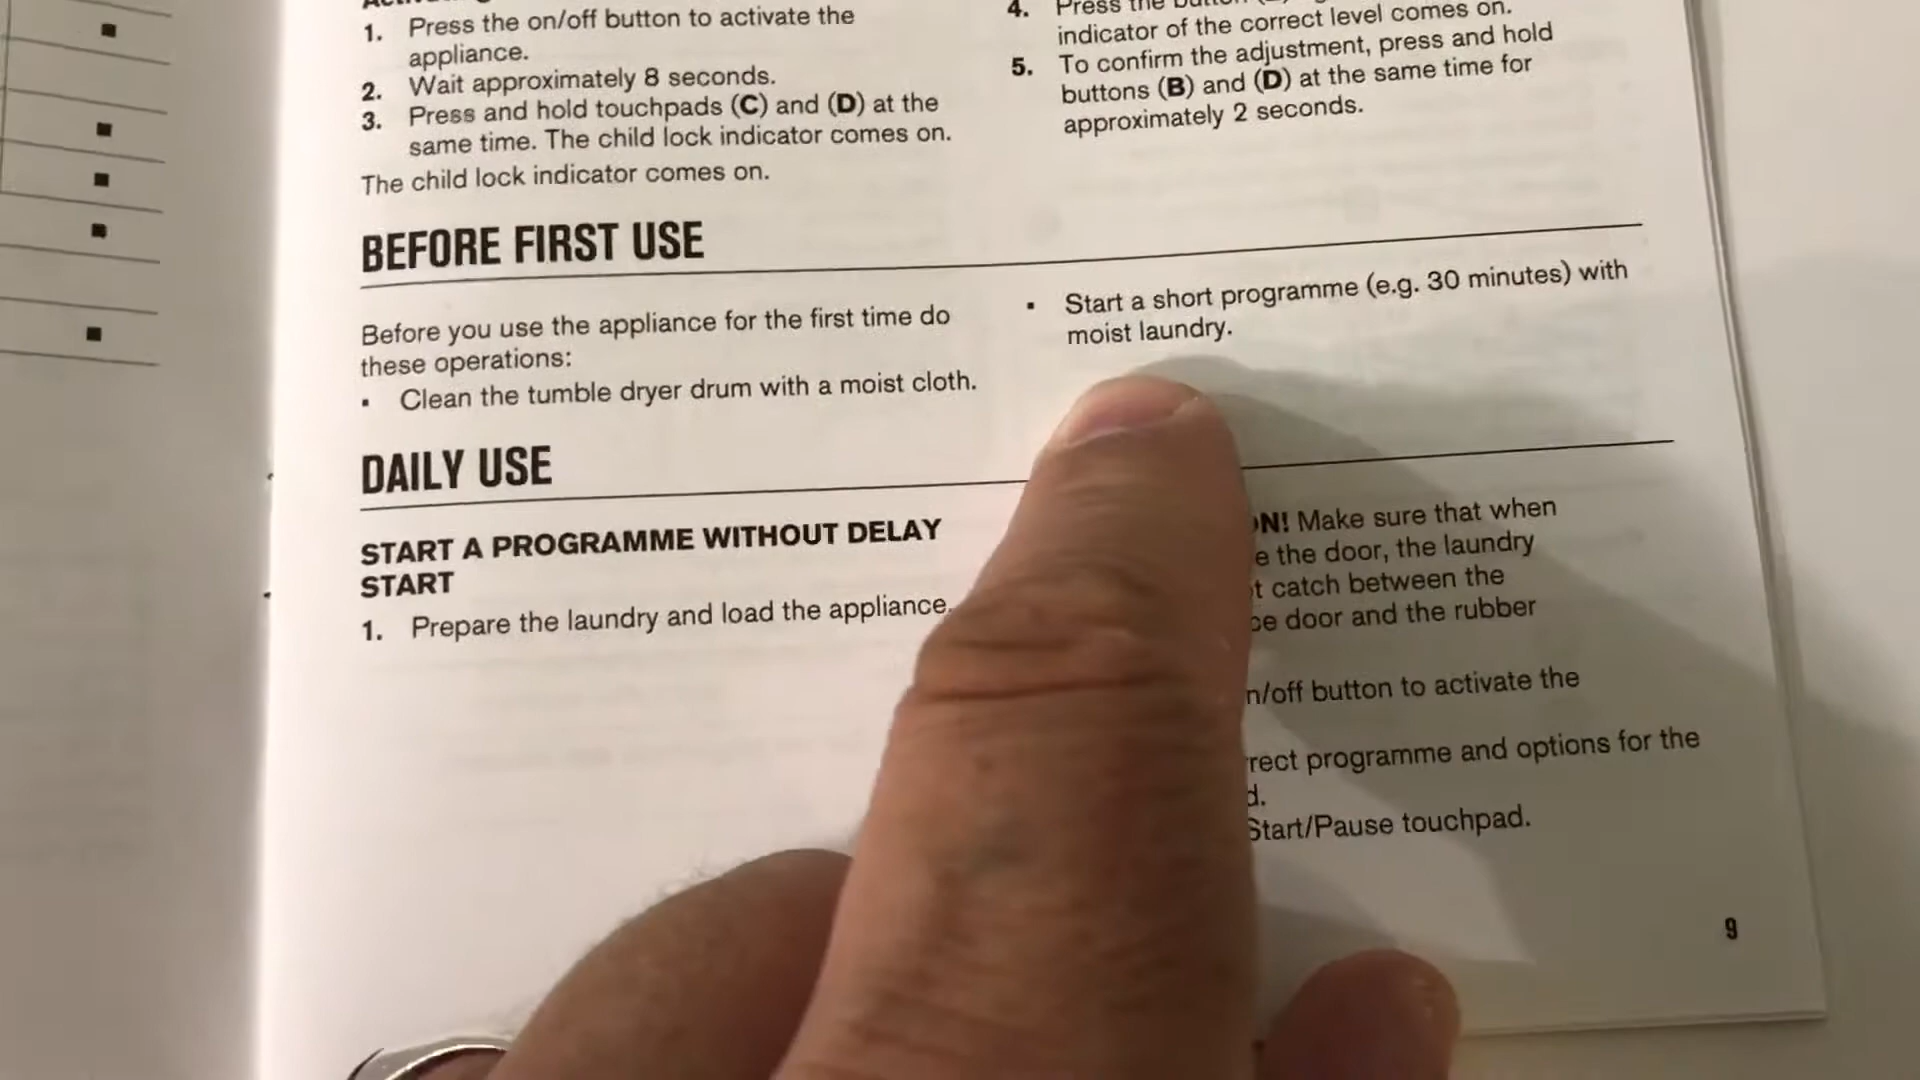 1. Press the on/off button to activate the
appliance.
2. Wait approximately 8 seconds.
3. Press and hold touchpads (C) and (D) at the
same time. The child lock indicator comes on.
The child lock indicator comes on.
4. Press the
indicator of the correct level comes on.
5. To confirm the adjustment, press and hold
buttons (B) and (D) at the same time for
approximately 2 seconds.
BEFORE FIRST USE
Before you use the appliance for the first time do
these operations:
▪ Clean the tumble dryer drum with a moist cloth.
▪ Start a short programme (e.g. 30 minutes) with
moist laundry.
DAILY USE
START A PROGRAMME WITHOUT DELAY
START
1. Prepare the laundry and load the appliance.
Make sure that when
the door, the laundry
catch between the
door and the rubber
button to activate the
programme and options for the
Start/Pause touchpad.
9